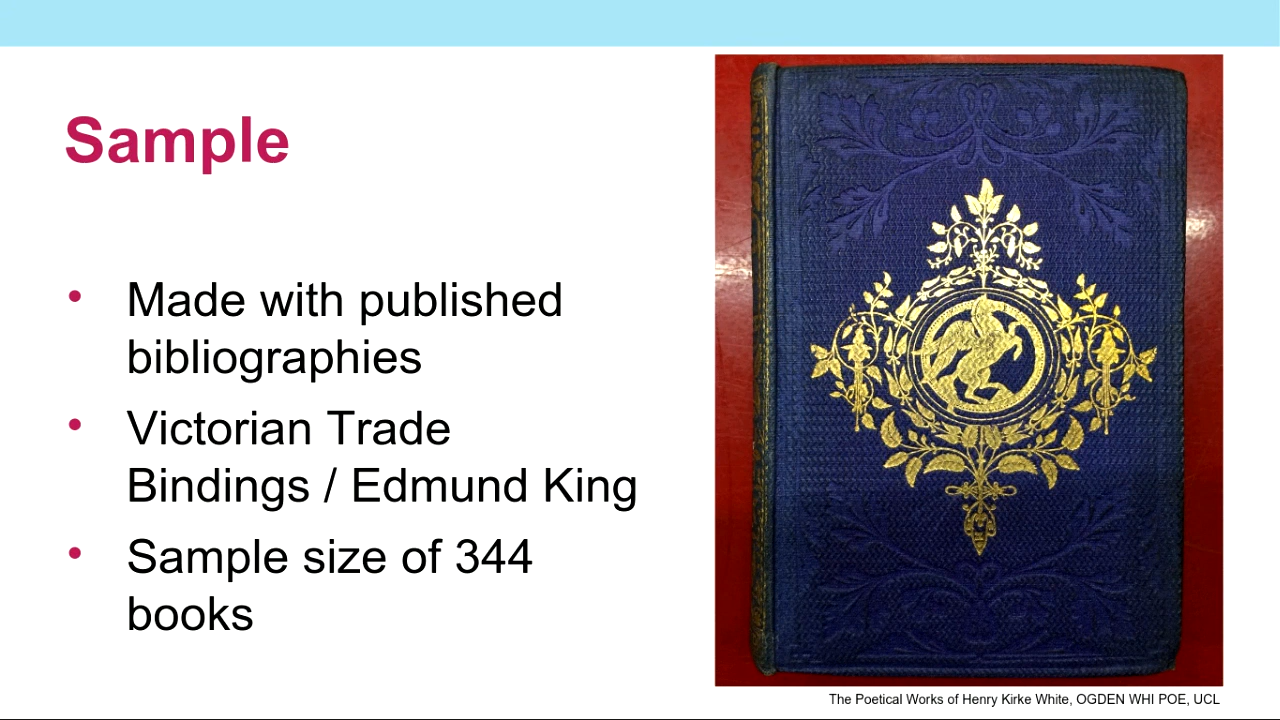 Sample
• Made with published
bibliographies
• Victorian Trade
Bindings / Edmund King
• Sample size of 344
books
The Poetical Works of Henry Kirke White, OGDEN WHI POE, UCL